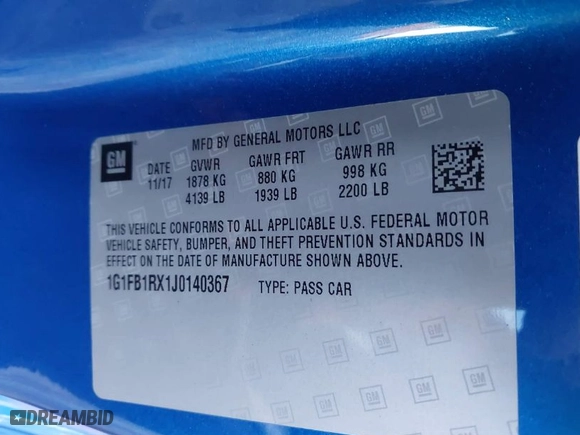 MFD BY GENERAL MOTORS LLC
GM
DATE GVWR GAWR FRT GAWR RR
11/17 1878 KG 880 KG 998 KG
4139 LB 1939 LB 2200 LB
THIS VEHICLE CONFORMS TO ALL APPLICABLE U.S. FEDERAL MOTOR
VEHICLE SAFETY, BUMPER, AND THEFT PREVENTION STANDARDS IN
EFFECT ON THE DATE OF MANUFACTURE SHOWN ABOVE.
1G1FB1RX1J0140367 TYPE: PASS CAR
DREAMBID